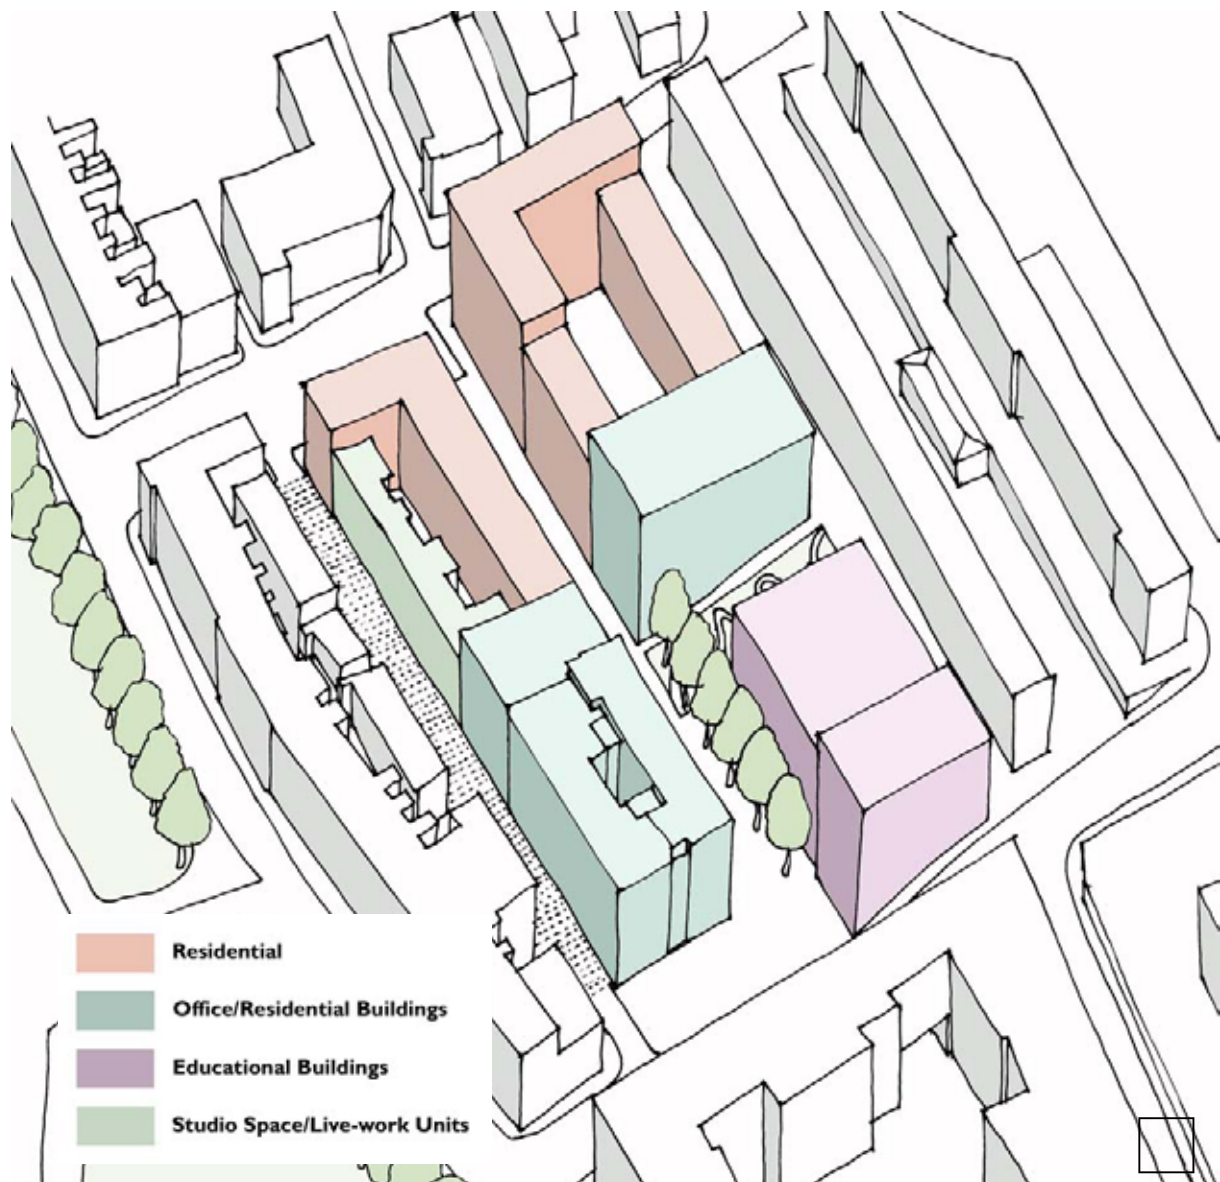 Residential
Office/Residential Buildings
Educational Buildings
Studio Space/Live-work Units